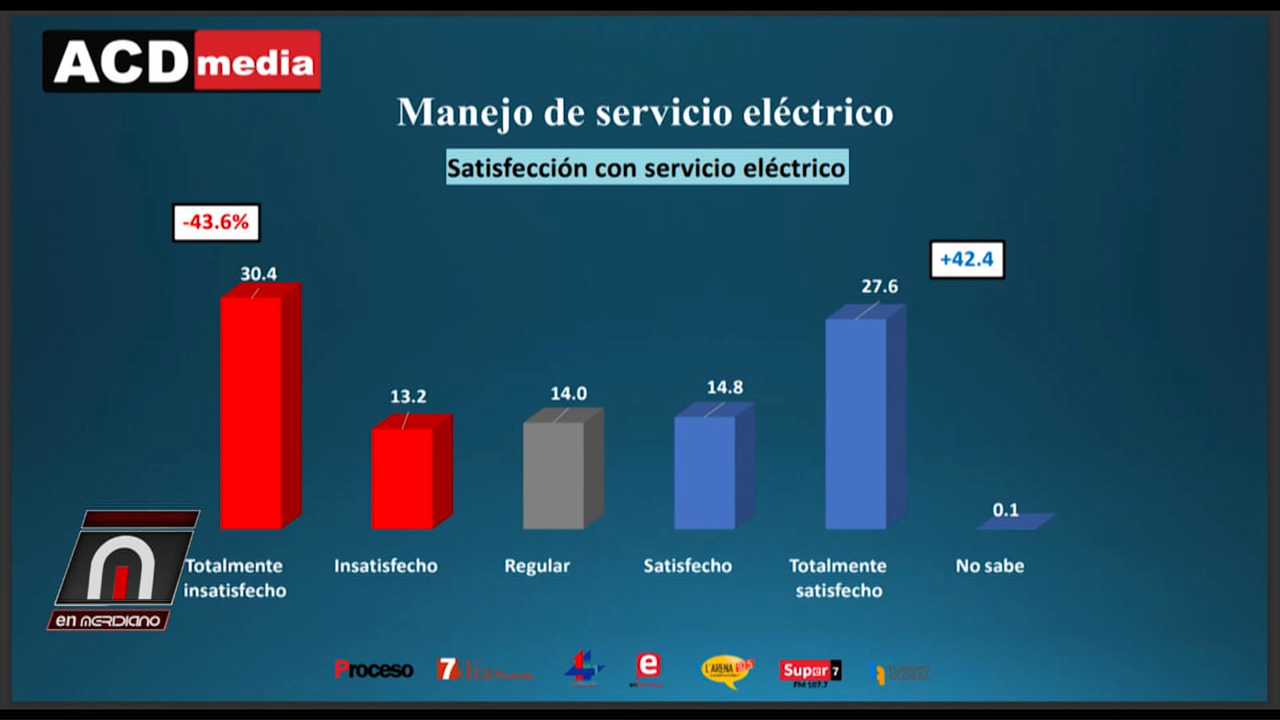 ACD media
Manejo de servicio eléctrico
Satisfección con servicio eléctrico
-43.6%
+42.4
30.4
13.2
14.0
14.8
27.6
0.1
Totalmente
insatisfecho
Insatisfecho
Regular
Satisfecho
Totalmente
satisfecho
No sabe
en MERIDIANO
Proceso
7
e
L'ARENA
Super 7
FM 107.7